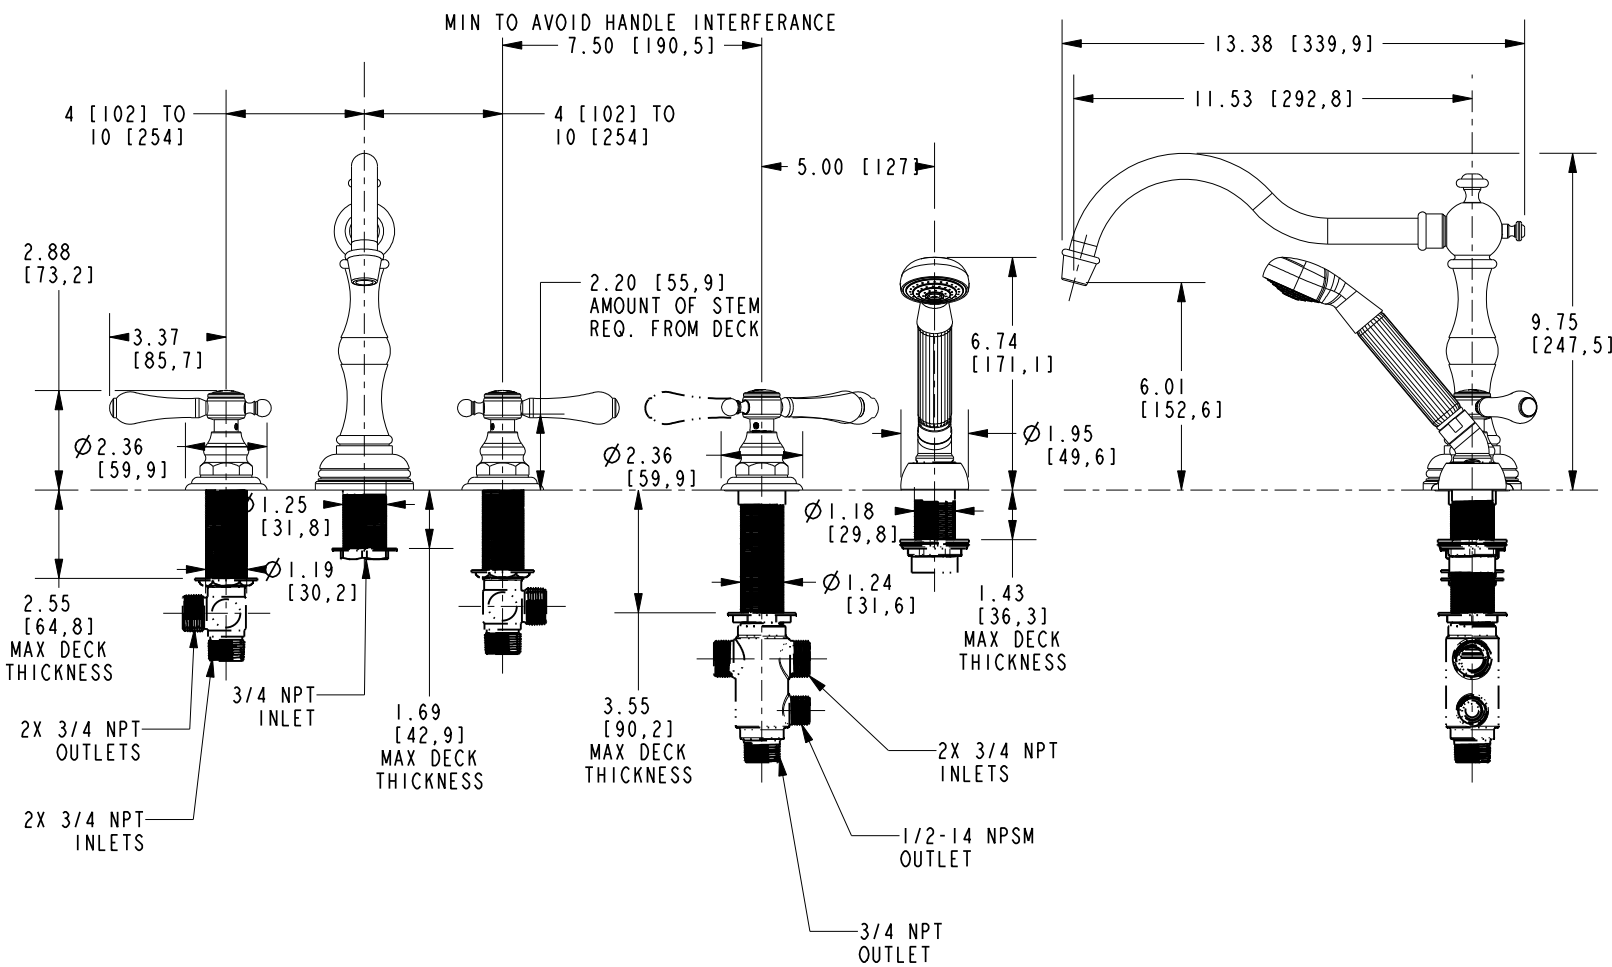 MIN TO AVOID HANDLE INTERFERANCE
7.50 [190,5]
13.38 [339,9]
11.53 [292,8]
4 [102] TO
10 [254]
4 [102] TO
10 [254]
5.00 [127]
2.88
[73,2]
3.37
[85,7]
2.20 [55,9]
AMOUNT OF STEM
REQ. FROM DECK
6.74
[171,1]
9.75
[247,5]
6.01
[152,6]
Ø2.36
[59,9]
Ø2.36
[59,9]
Ø1.95
[49,6]
Ø1.25
[31,8]
Ø1.18
[29,8]
Ø1.19
[30,2]
Ø1.24
[31,6]
2.55
[64,8]
MAX DECK
THICKNESS
1.43
[36,3]
MAX DECK
THICKNESS
3/4 NPT
INLET
1.69
[42,9]
MAX DECK
THICKNESS
3.55
[90,2]
MAX DECK
THICKNESS
2X 3/4 NPT
OUTLETS
2X 3/4 NPT
INLETS
2X 3/4 NPT
INLETS
1/2-14 NPSM
OUTLET
3/4 NPT
OUTLET